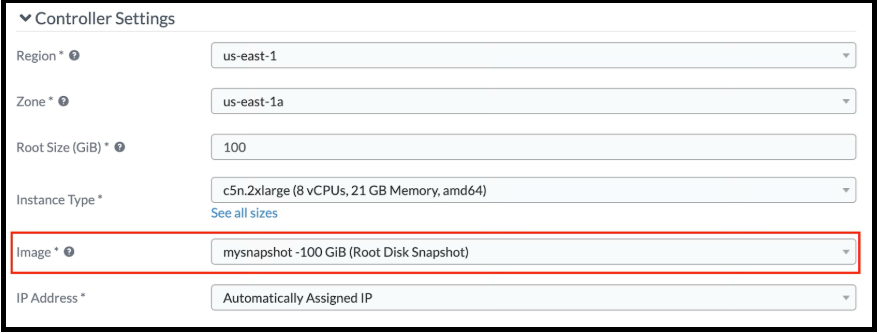 Controller Settings
Region * ?
us-east-1
Zone * ?
us-east-1a
Root Size (GiB) * ?
100
Instance Type *
c5n.2xlarge (8 vCPUs, 21 GB Memory, amd64)
See all sizes
Image * ?
mysnapshot -100 GiB (Root Disk Snapshot)
IP Address *
Automatically Assigned IP